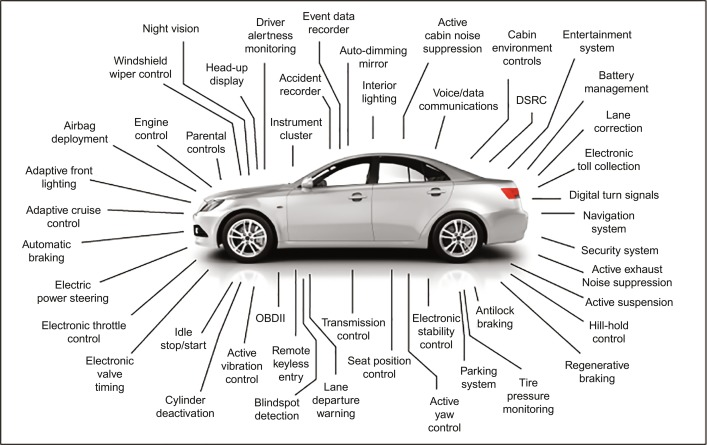 Night vision
Driver
alertness
monitoring
Event data
recorder
Auto-dimming
mirror
Active
cabin noise
suppression
Cabin
environment
controls
Entertainment
system
Windshield
wiper control
Head-up
display
Accident
recorder
Interior
lighting
Voice/data
communications
DSRC
Battery
management
Lane
correction
Airbag
deployment
Engine
control
Parental
controls
Instrument
cluster
Electronic
toll collection
Adaptive front
lighting
Digital turn signals
Adaptive cruise
control
Navigation
system
Automatic
braking
Security system
Electric
power steering
Active exhaust
Noise suppression
Active suspension
Electronic throttle
control
Idle
stop/start
OBDII
Transmission
control
Electronic
stability
control
Antilock
braking
Hill-hold
control
Electronic
valve
timing
Active
vibration
control
Remote
keyless
entry
Seat position
control
Parking
system
Regenerative
braking
Cylinder
deactivation
Blindspot
detection
Lane
departure
warning
Active
yaw
control
Tire
pressure
monitoring